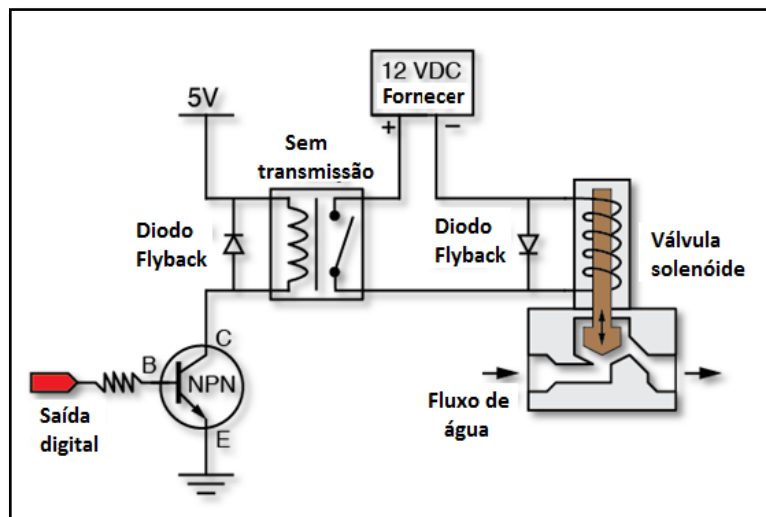 12 VDC
Fornecer
+
−
5V
Sem
transmissão
Diodo
Flyback
Diodo
Flyback
Válvula
solenóide
C
B
NPN
E
Saída
digital
Fluxo de
água